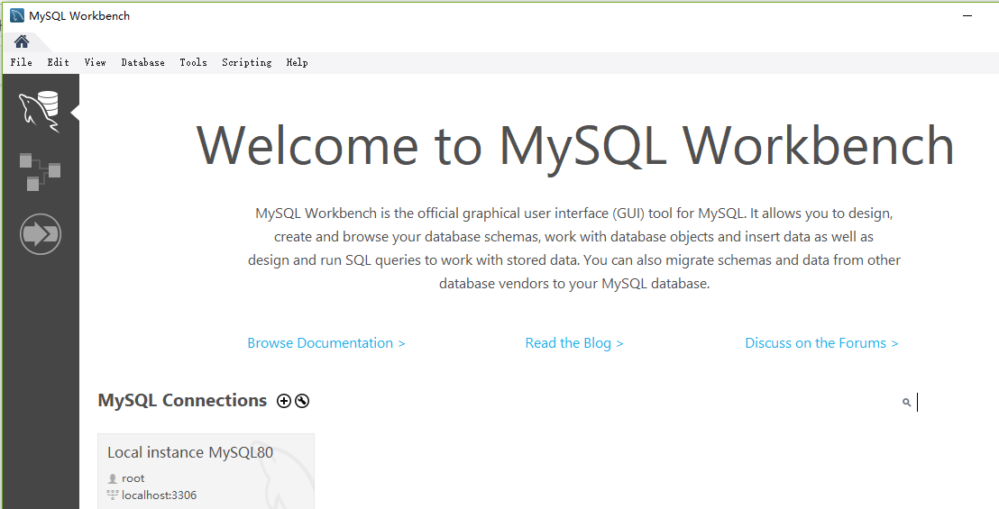 MySQL Workbench
File Edit View Database Tools Scripting Help
Welcome to MySQL Workbench
MySQL Workbench is the official graphical user interface (GUI) tool for MySQL. It allows you to design,
create and browse your database schemas, work with database objects and insert data as well as
design and run SQL queries to work with stored data. You can also migrate schemas and data from other
database vendors to your MySQL database.
Browse Documentation > Read the Blog > Discuss on the Forums >
MySQL Connections
Local instance MySQL80
root
localhost:3306